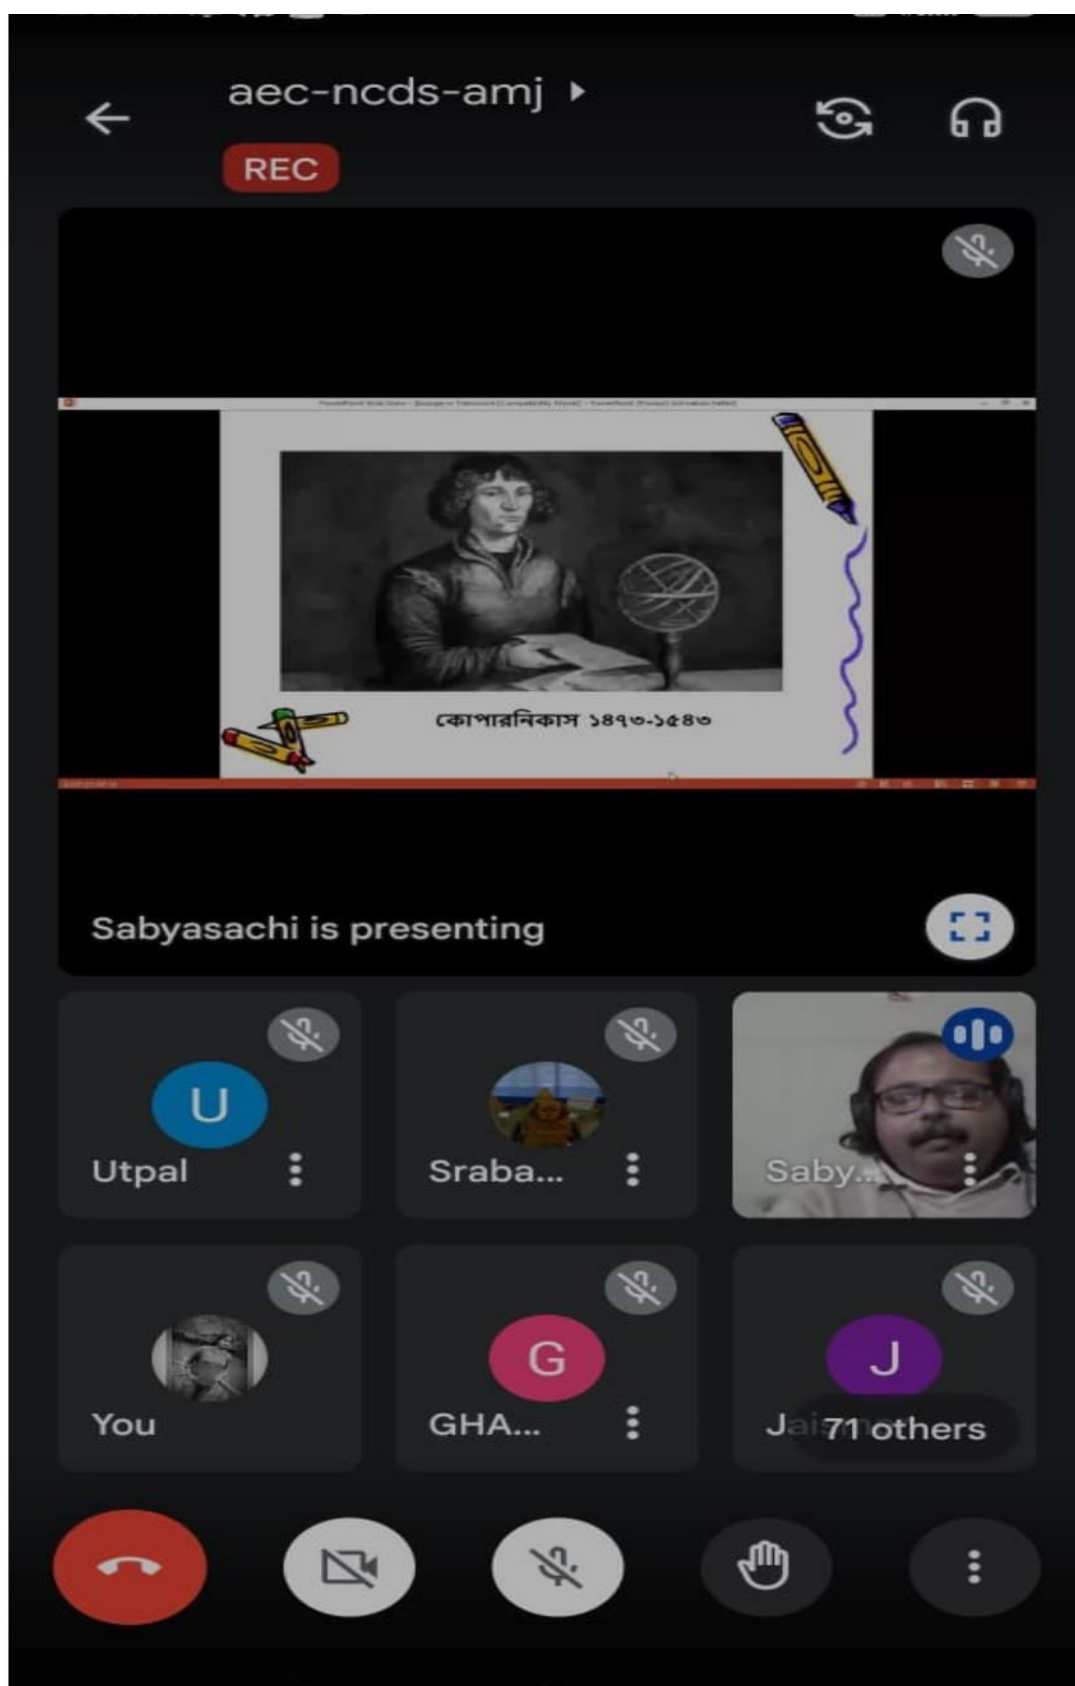 aec-ncds-amj
REC
কোপারনিকাস ১৪৭৩-১৫৪৩
Sabyasachi is presenting
U
Utpal
Sraba...
Saby...
You
G
GHA...
J
71 others